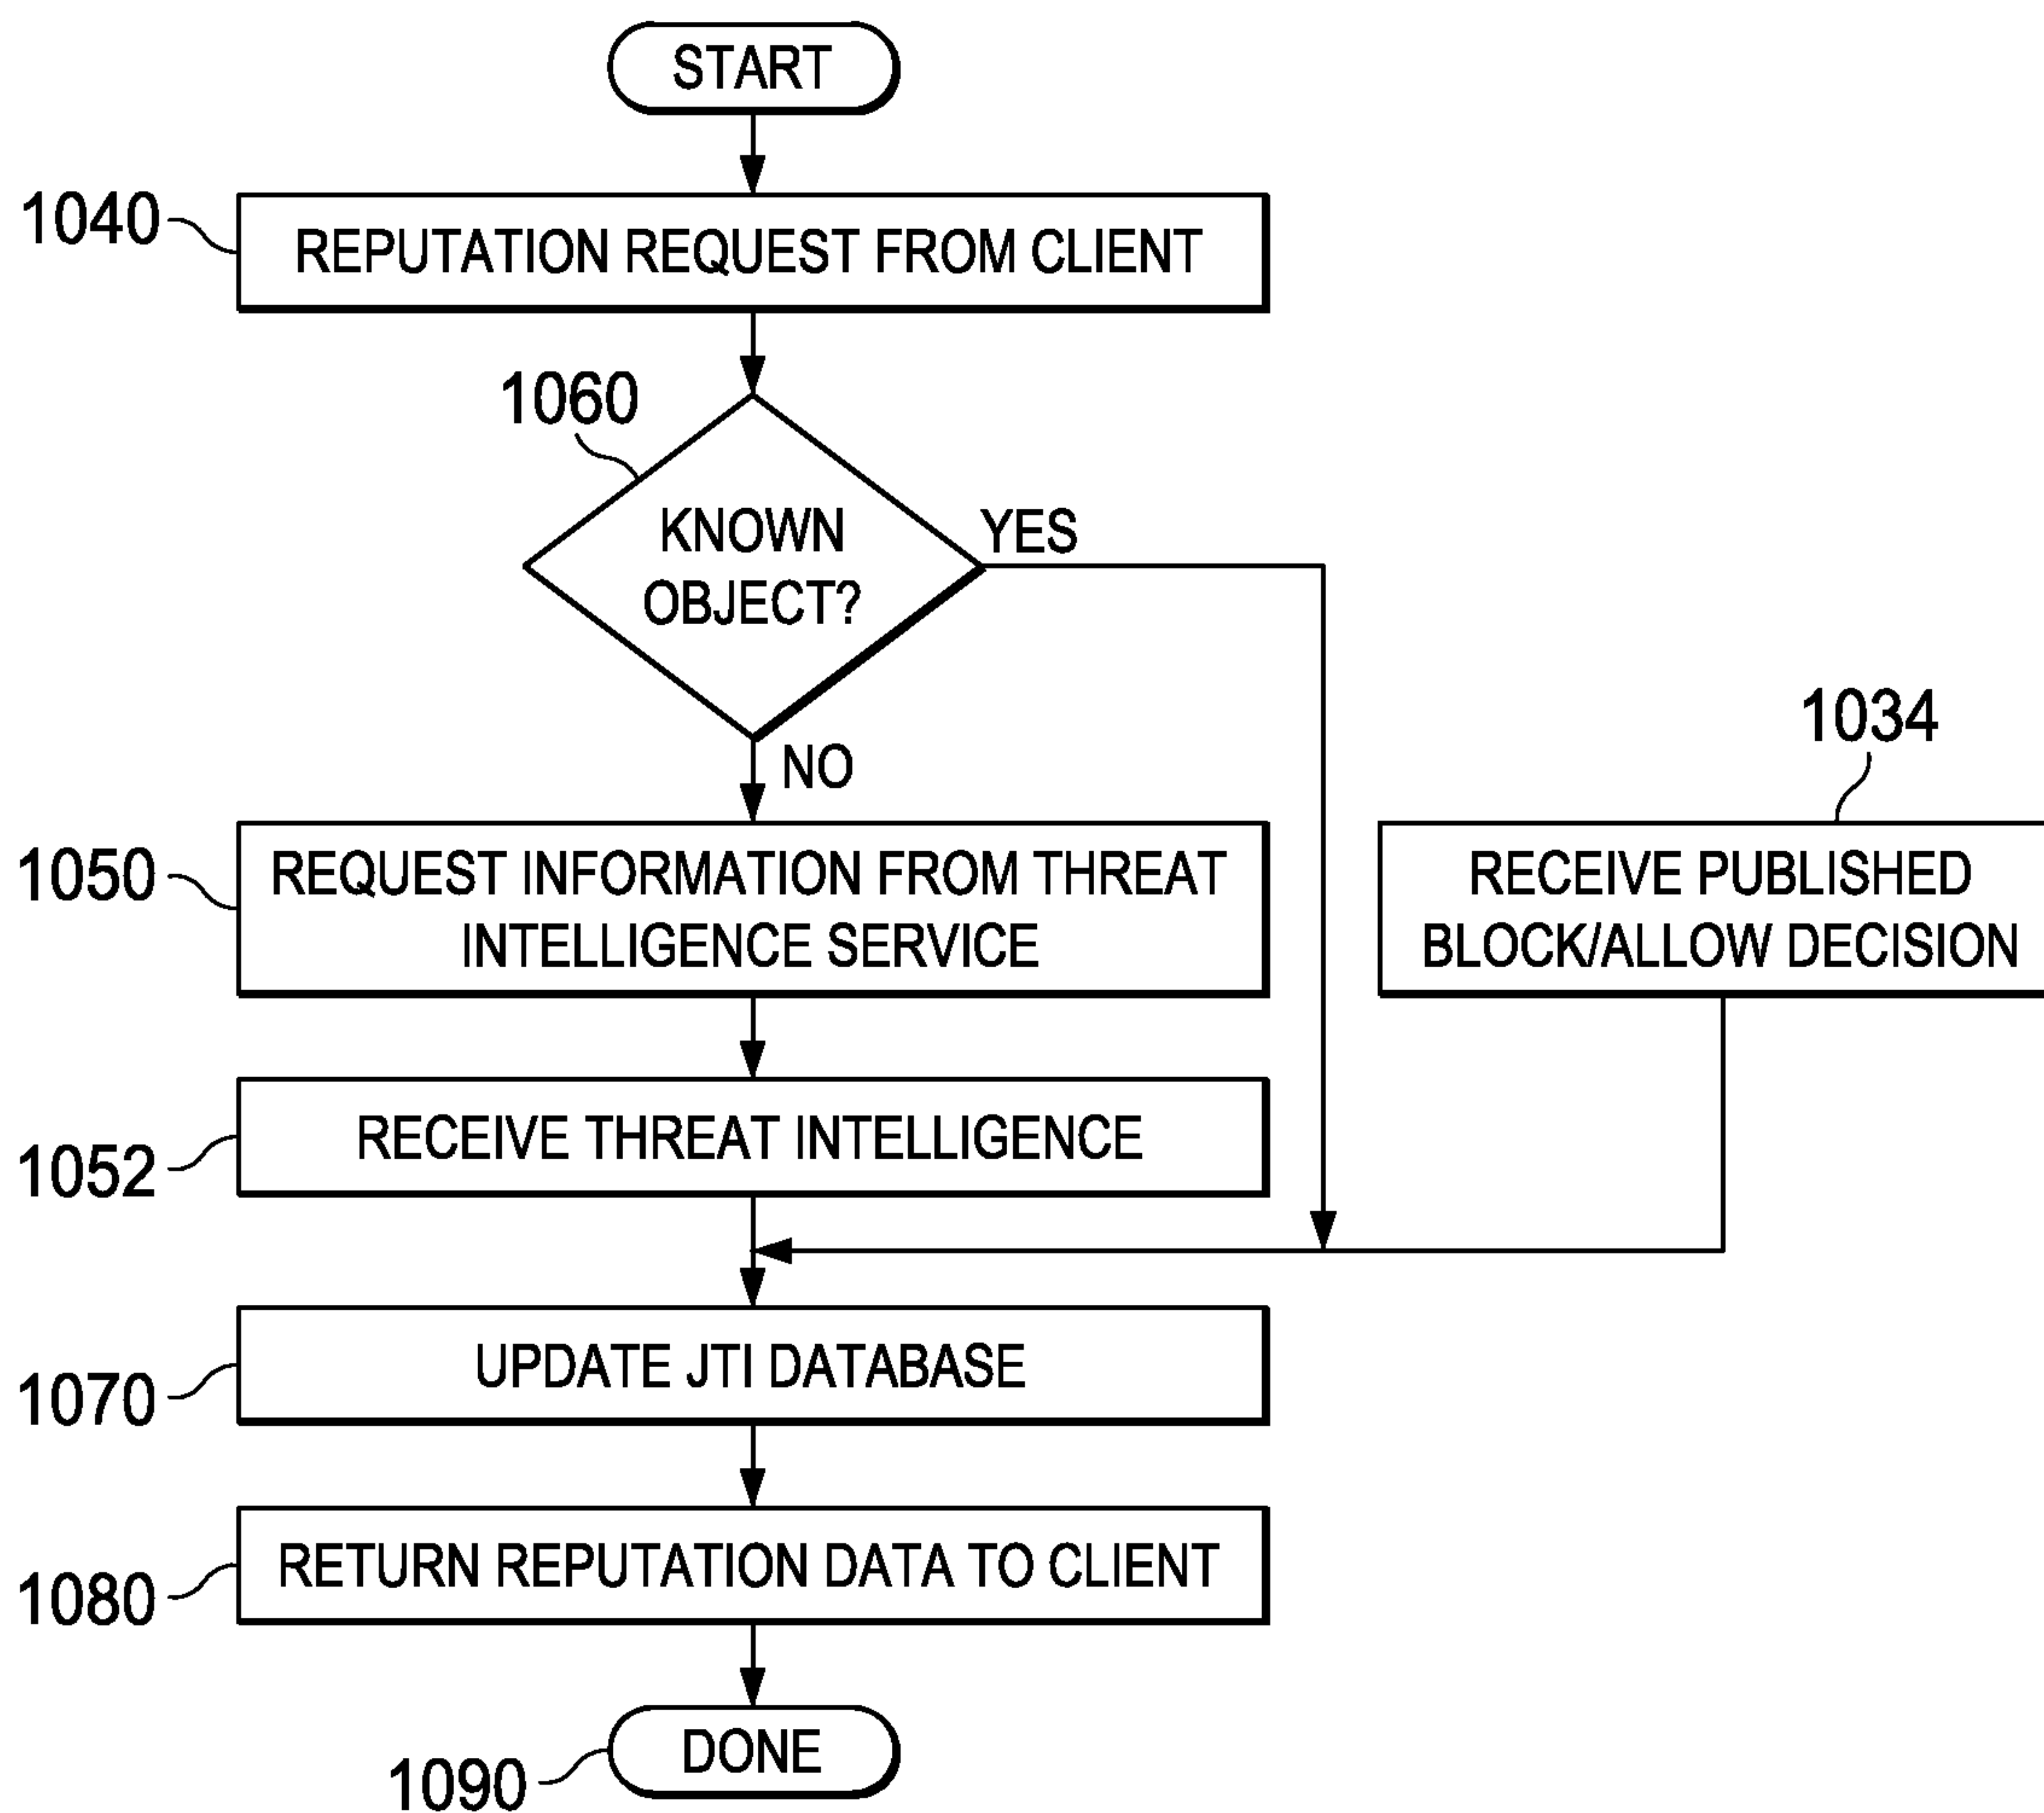 START
1040
REPUTATION REQUEST FROM CLIENT
1060
KNOWN
OBJECT?
YES
NO
1034
RECEIVE PUBLISHED
BLOCK/ALLOW DECISION
1050
REQUEST INFORMATION FROM THREAT
INTELLIGENCE SERVICE
1052
RECEIVE THREAT INTELLIGENCE
1070
UPDATE JTI DATABASE
1080
RETURN REPUTATION DATA TO CLIENT
1090
DONE